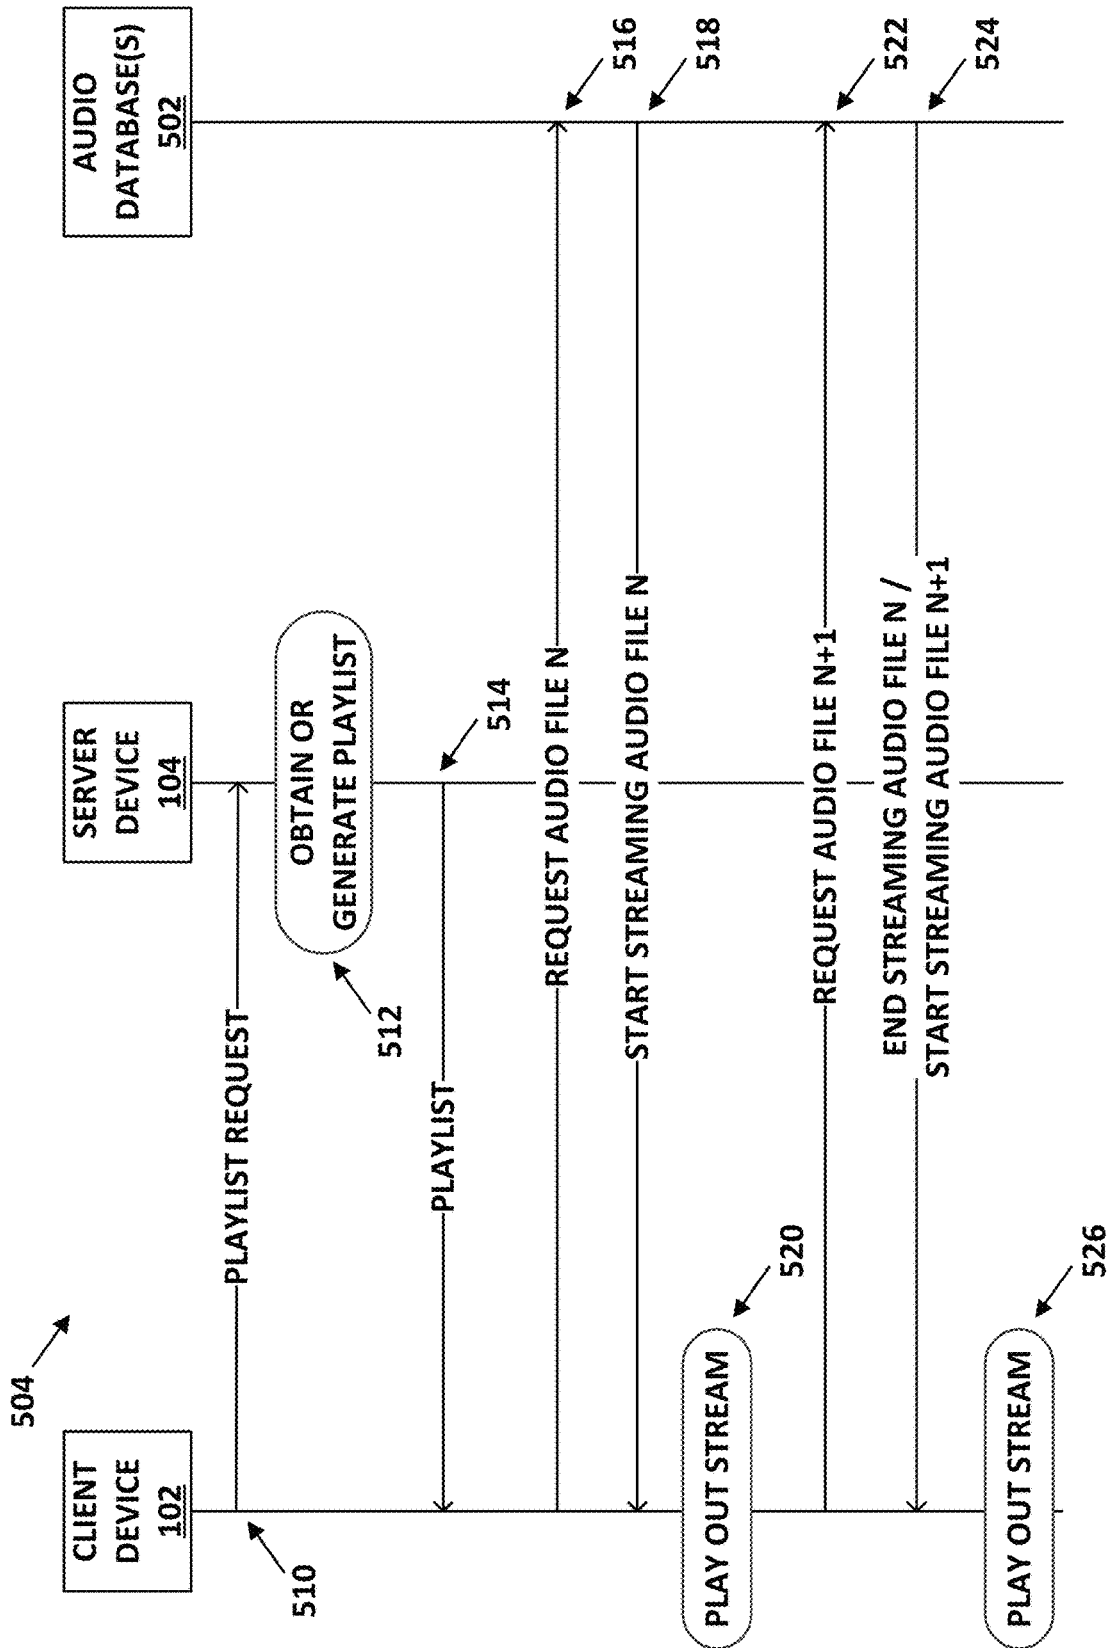 504
CLIENT
DEVICE
102
SERVER
DEVICE
104
AUDIO
DATABASE(S)
502
510
PLAYLIST REQUEST
OBTAIN OR
GENERATE PLAYLIST
512
PLAYLIST
514
REQUEST AUDIO FILE N
516
START STREAMING AUDIO FILE N
518
PLAY OUT STREAM
520
REQUEST AUDIO FILE N+1
522
END STREAMING AUDIO FILE N /
START STREAMING AUDIO FILE N+1
524
PLAY OUT STREAM
526